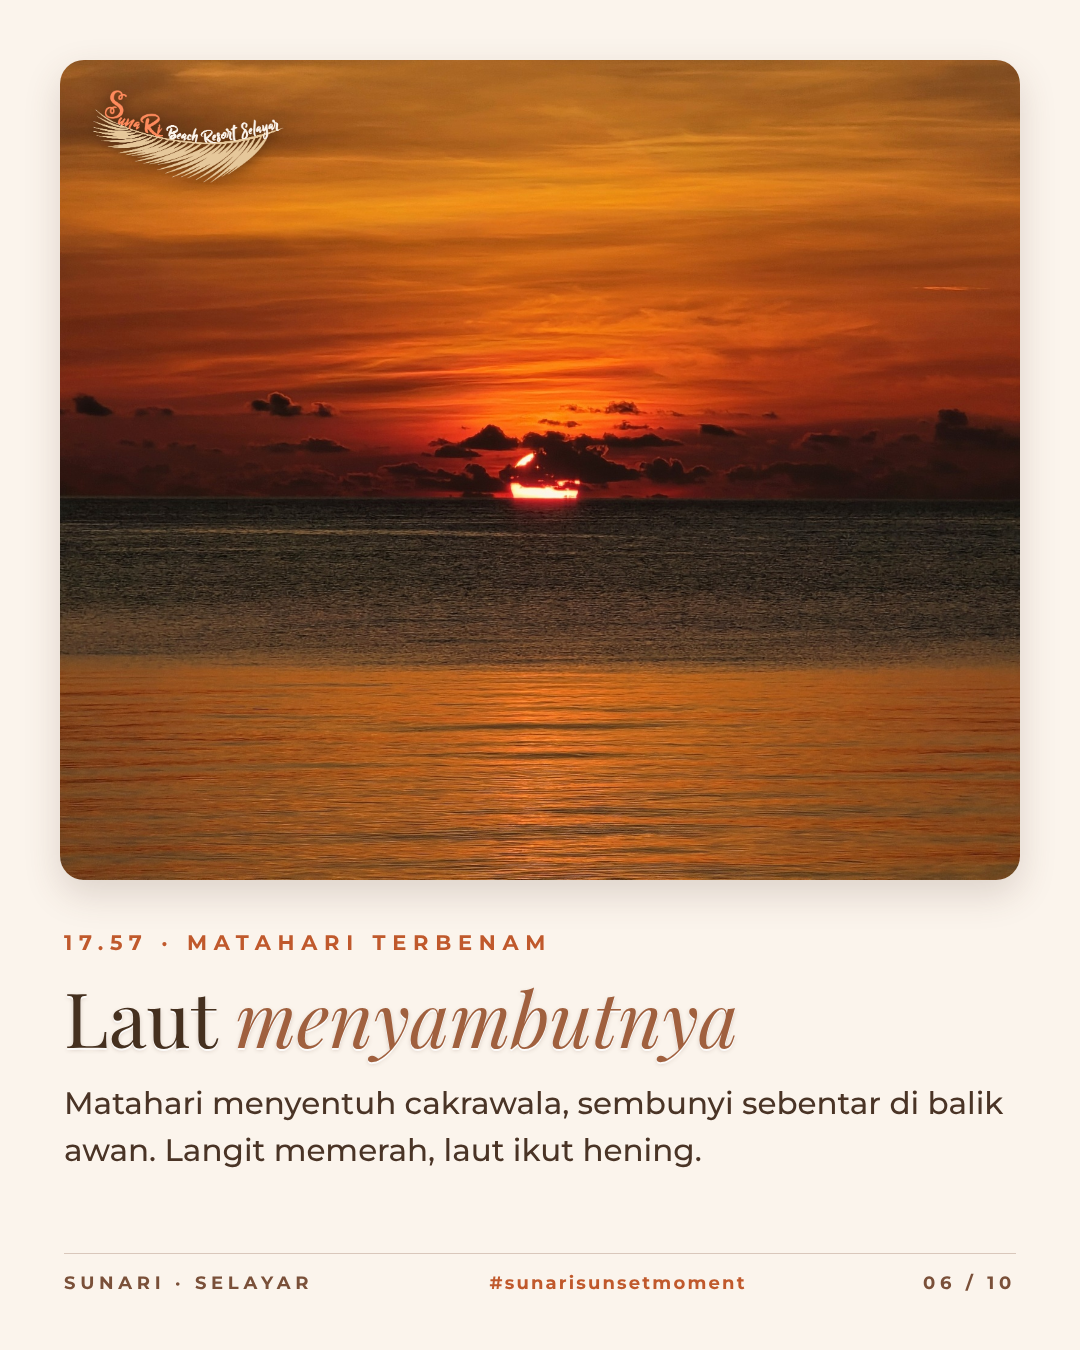 SunaRi Beach Resort Selayar
17.57 · MATAHARI TERBENAM
Laut menyambutnya
Matahari menyentuh cakrawala, sembunyi sebentar di balik
awan. Langit memerah, laut ikut hening.
SUNARI · SELAYAR
#sunarisunsetmoment
06 / 10